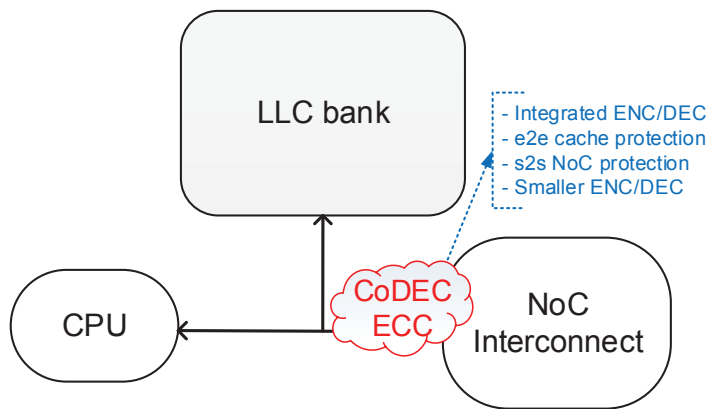 LLC bank
- Integrated ENC/DEC
- e2e cache protection
- s2s NoC protection
- Smaller ENC/DEC
CPU
CoDEC
ECC
NoC
Interconnect